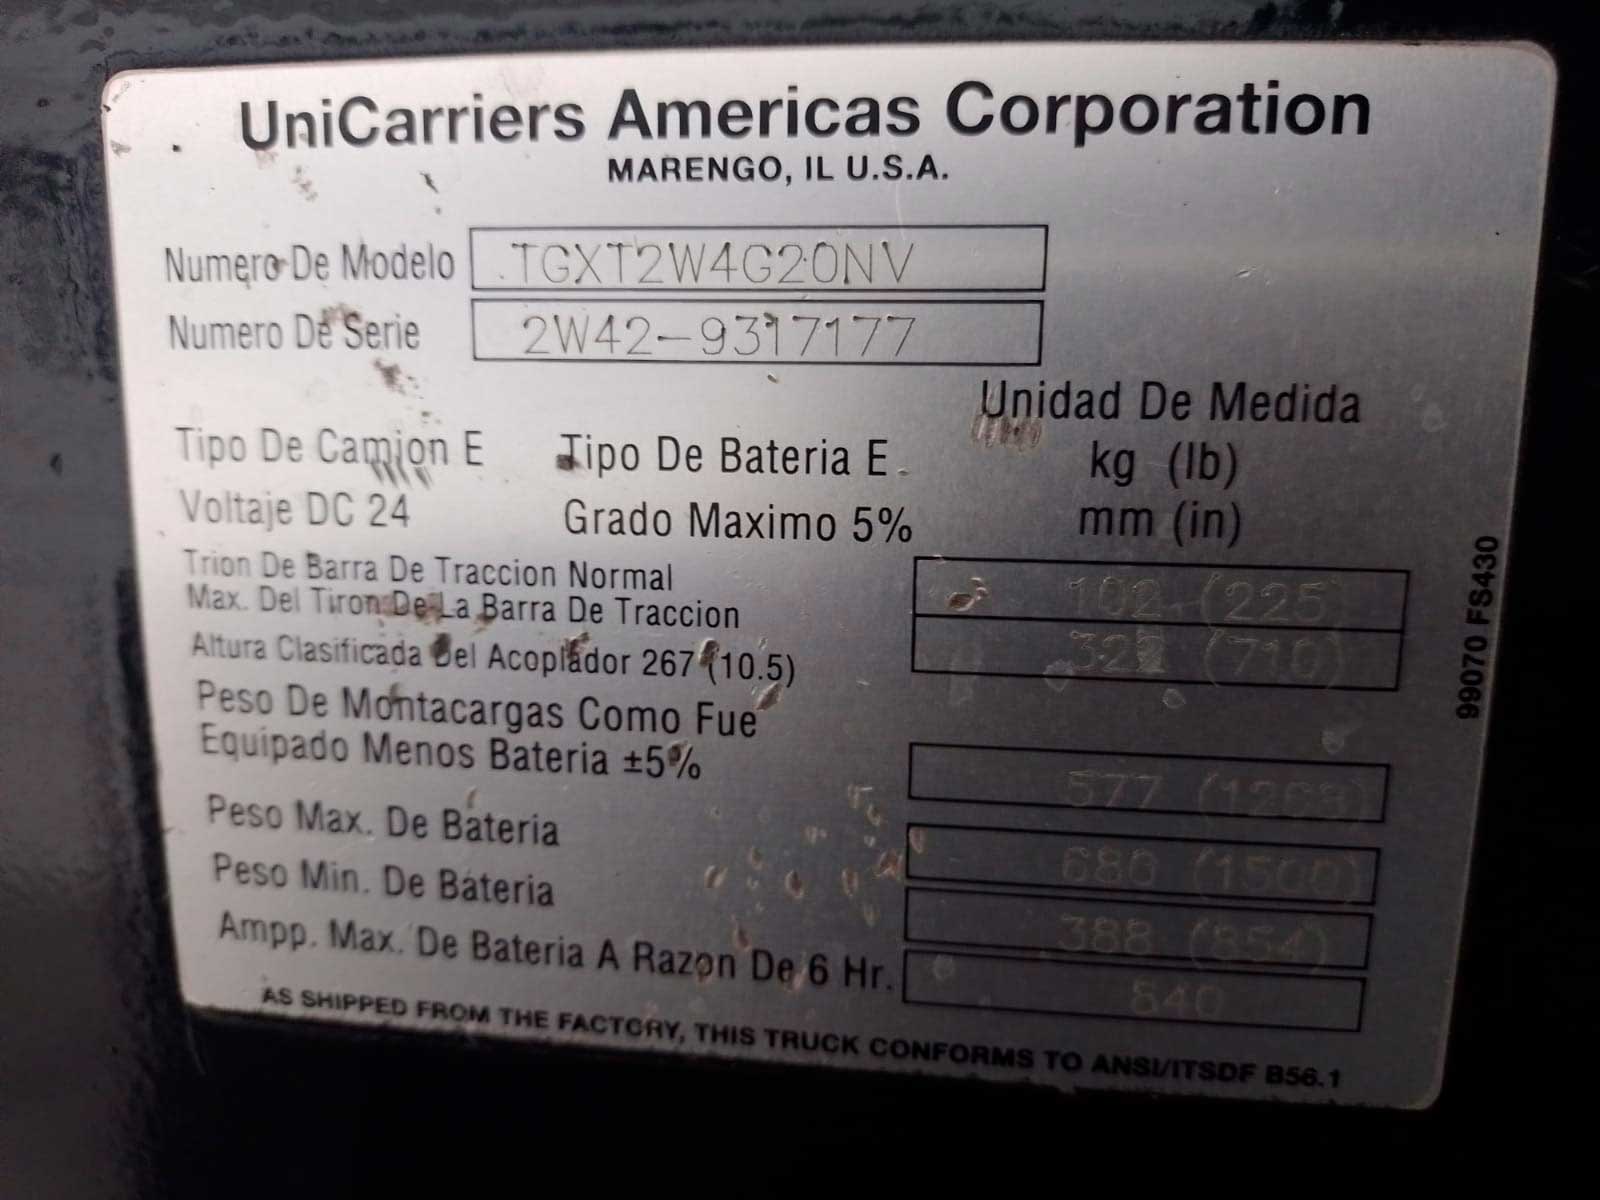 UniCarriers Americas Corporation
MARENGO, IL U.S.A.
Numero De Modelo TGXT2W4G20NV
Numero De Serie 2W42-9317177
Unidad De Medida
Tipo De Camion E Tipo De Bateria E kg (lb)
Voltaje DC 24 Grado Maximo 5% mm (in)
Trion De Barra De Traccion Normal 102 (225)
Max. Del Tiron De La Barra De Traccion 322 (710)
Altura Clasificada Del Acoplador 267 (10.5)
Peso De Montacargas Como Fue
Equipado Menos Bateria ±5% 577
Peso Max. De Bateria 680 (1500)
Peso Min. De Bateria 388 (854)
Ampp. Max. De Bateria A Razon De 6 Hr.
AS SHIPPED FROM THE FACTORY, THIS TRUCK CONFORMS TO ANSI/ITSDF B56.1
99070 FS430